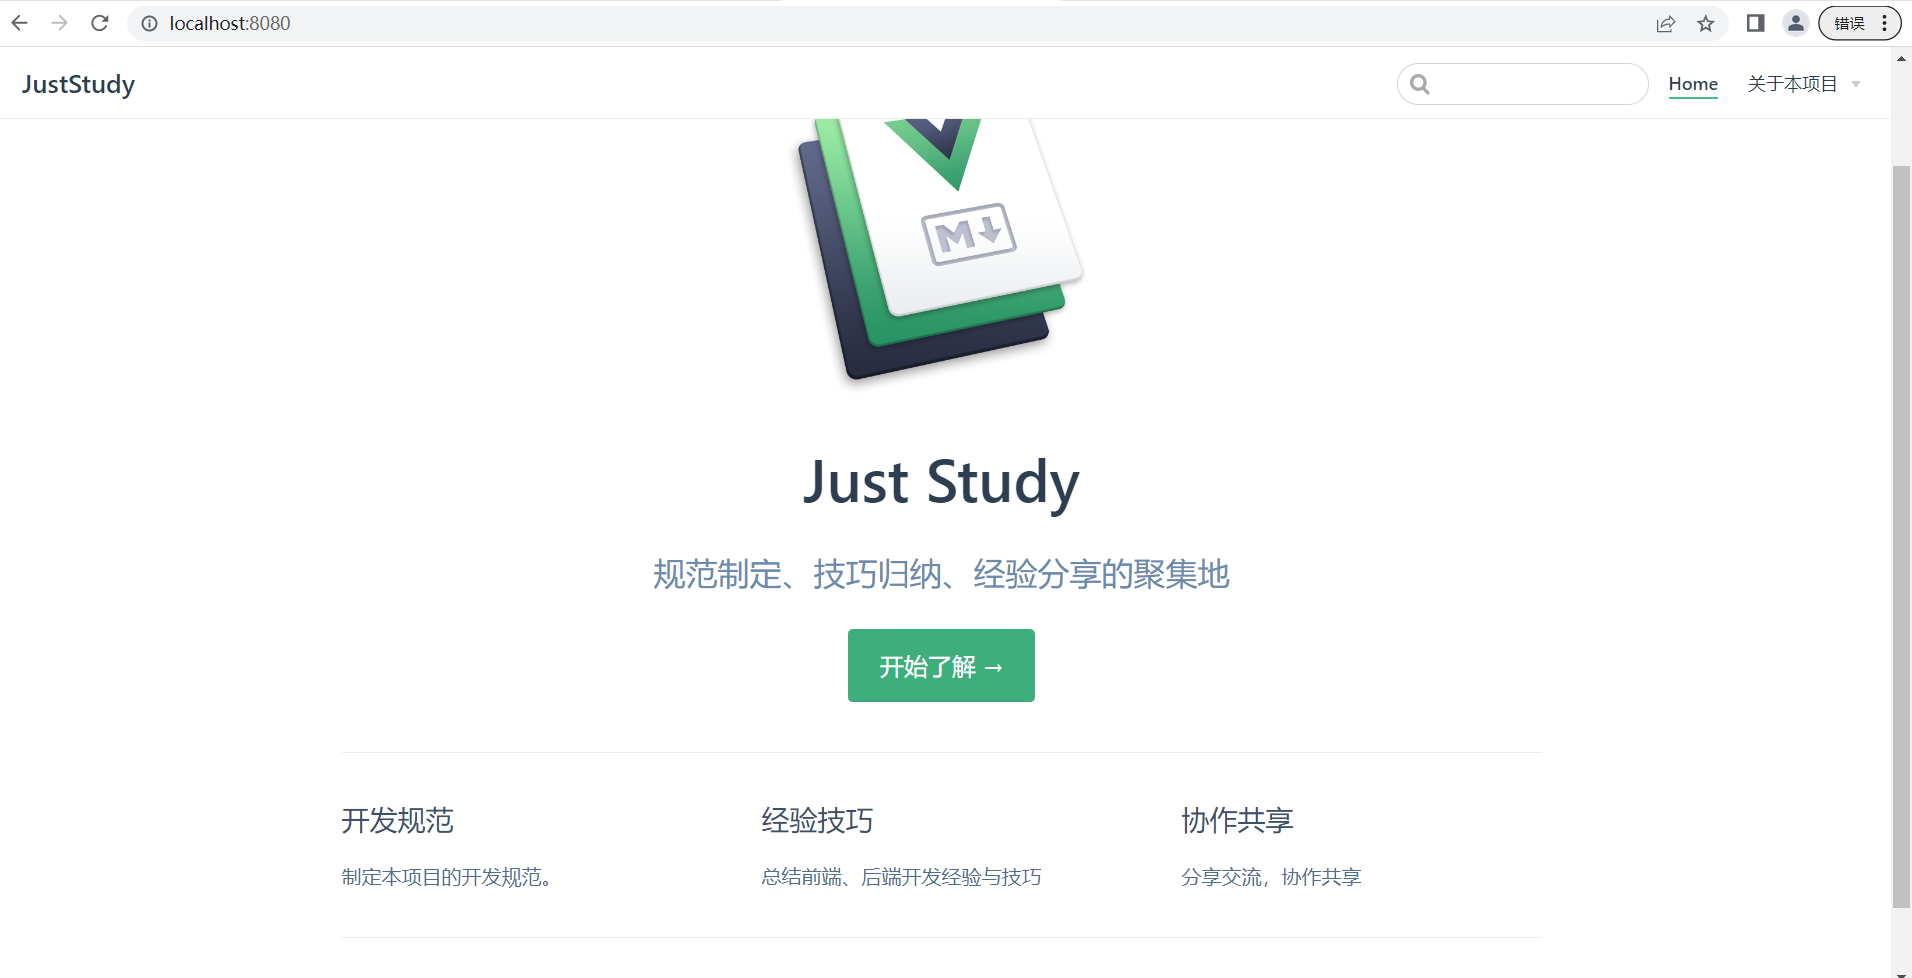 localhost:8080
错误
JustStudy
Home
关于本项目
M
Just Study
规范制定、技巧归纳、经验分享的聚集地
开始了解 →
开发规范
经验技巧
协作共享
制定本项目的开发规范。
总结前端、后端开发经验与技巧
分享交流，协作共享